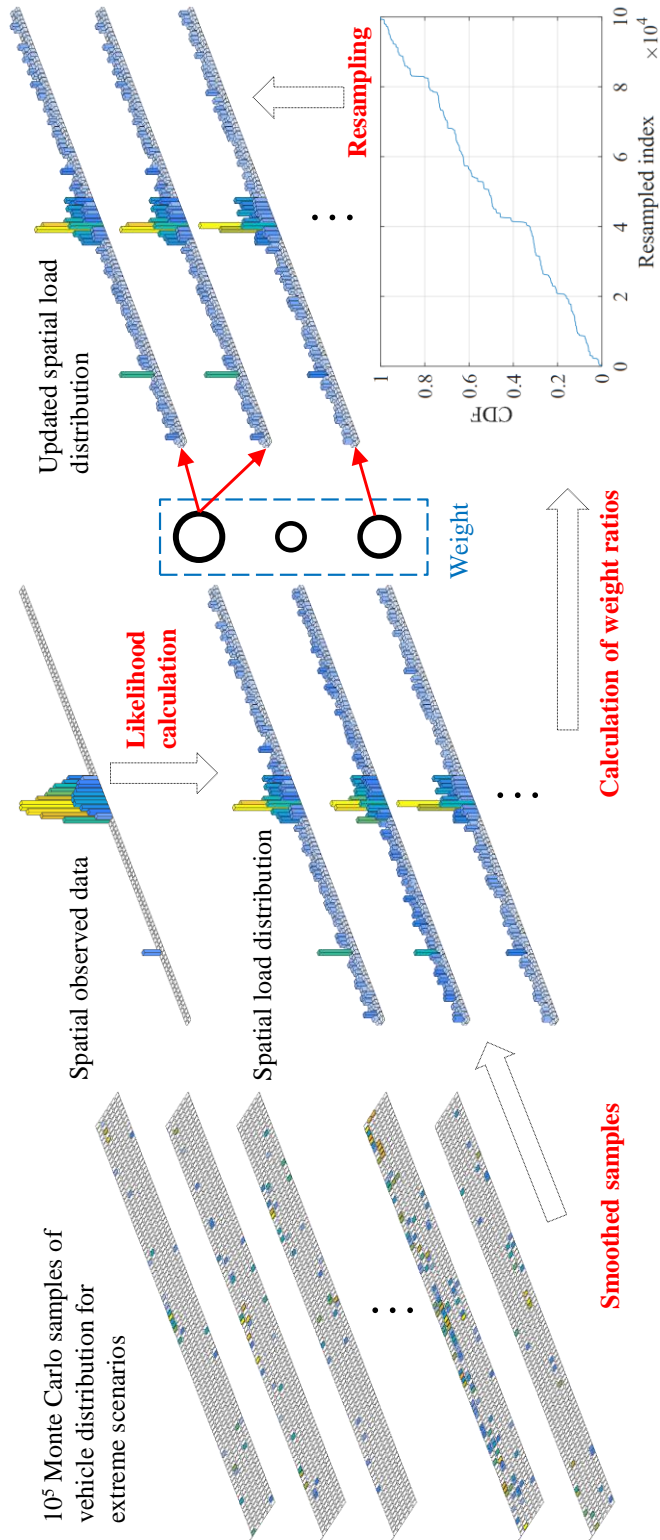 10⁵ Monte Carlo samples of
vehicle distribution for
extreme scenarios
Smoothed samples
Spatial observed data
Likelihood
calculation
Spatial load distribution
Calculation of weight ratios
Weight
Updated spatial load
distribution
Resampling
CDF
1
0.8
0.6
0.4
0.2
0
0 2 4 6 8 10
Resampled index
×10⁴